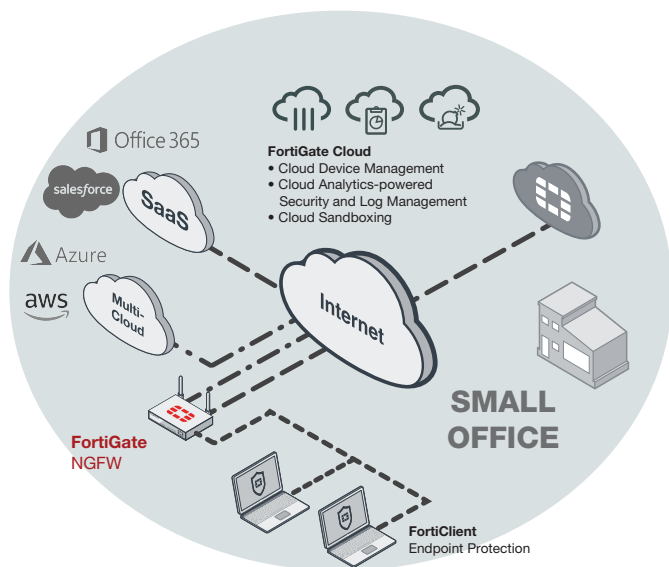 Office 365
salesforce
SaaS
Azure
aws
Multi-
Cloud
FortiGate Cloud
• Cloud Device Management
• Cloud Analytics-powered
Security and Log Management
• Cloud Sandboxing
Internet
SMALL
OFFICE
FortiGate
NGFW
FortiClient
Endpoint Protection